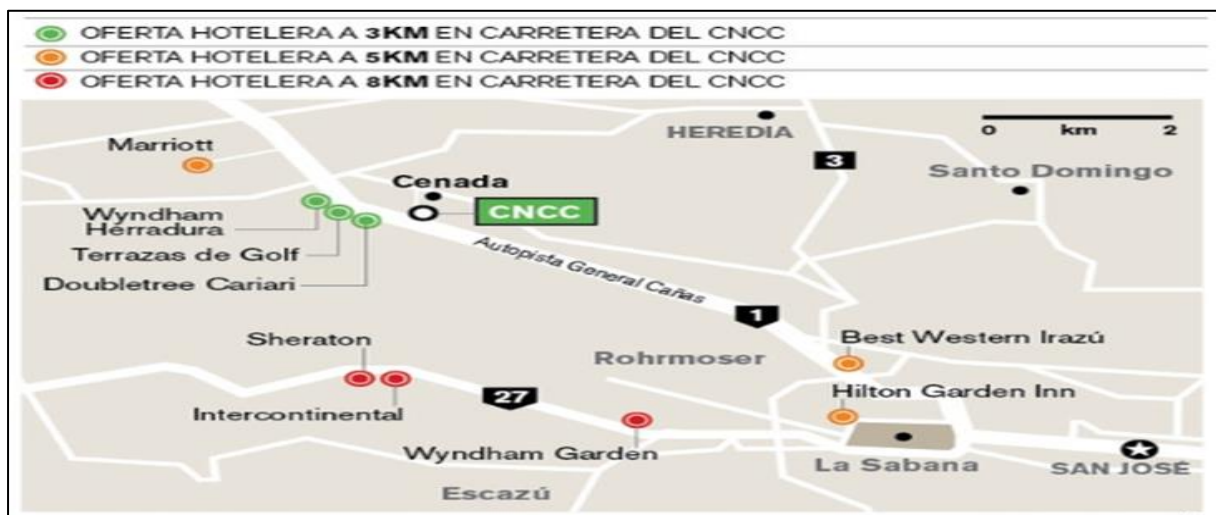 OFERTA HOTELERA A 3KM EN CARRETERA DEL CNCC
OFERTA HOTELERA A 5KM EN CARRETERA DEL CNCC
OFERTA HOTELERA A 8KM EN CARRETERA DEL CNCC
Marriott
HEREDIA
0 km 2
3
Santo Domingo
Cenada
CNCC
Wyndham
Herradura
Terrazas de Golf
Doubletree Cariari
Autopista General Cañas
1
Sheraton
Rohrmoser
Best Western Irazú
Intercontinental
27
Hilton Garden Inn
Wyndham Garden
La Sabana
SAN JOSÉ
Escazú